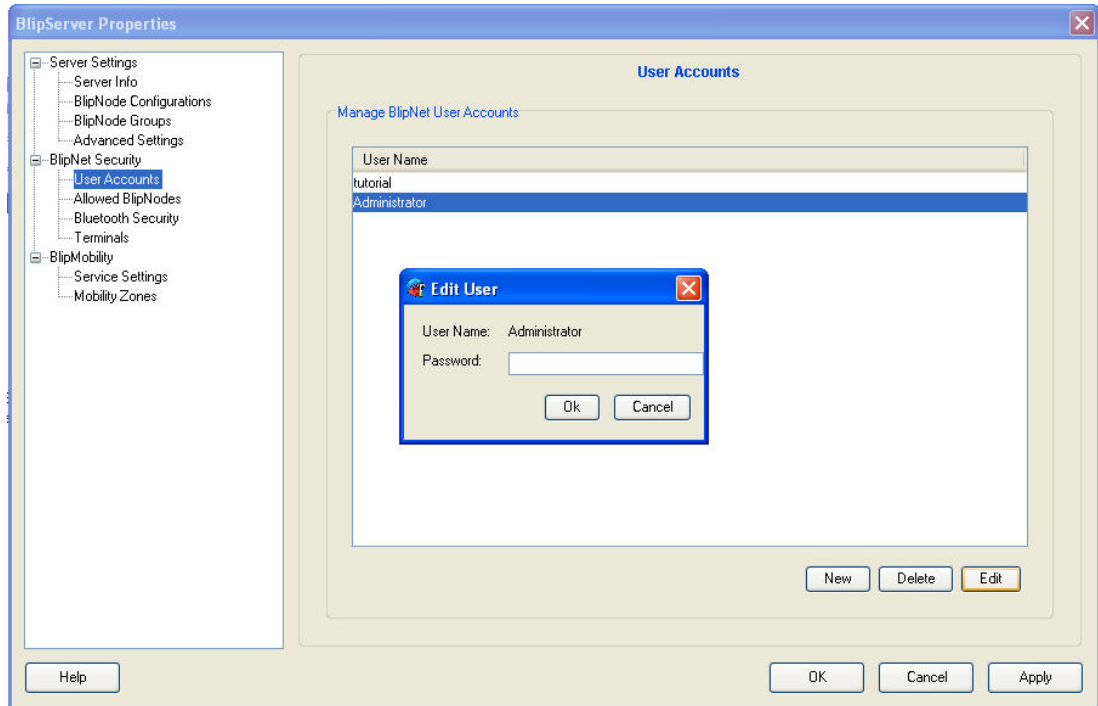 BlipServer Properties
Server Settings
Server Info
BlipNode Configurations
BlipNode Groups
Advanced Settings
BlipNet Security
User Accounts
Allowed BlipNodes
Bluetooth Security
Terminals
BlipMobility
Service Settings
Mobility Zones
User Accounts
Manage BlipNet User Accounts
User Name
tutorial
Administrator
Edit User
User Name: Administrator
Password:
Ok Cancel
New Delete Edit
Help OK Cancel Apply